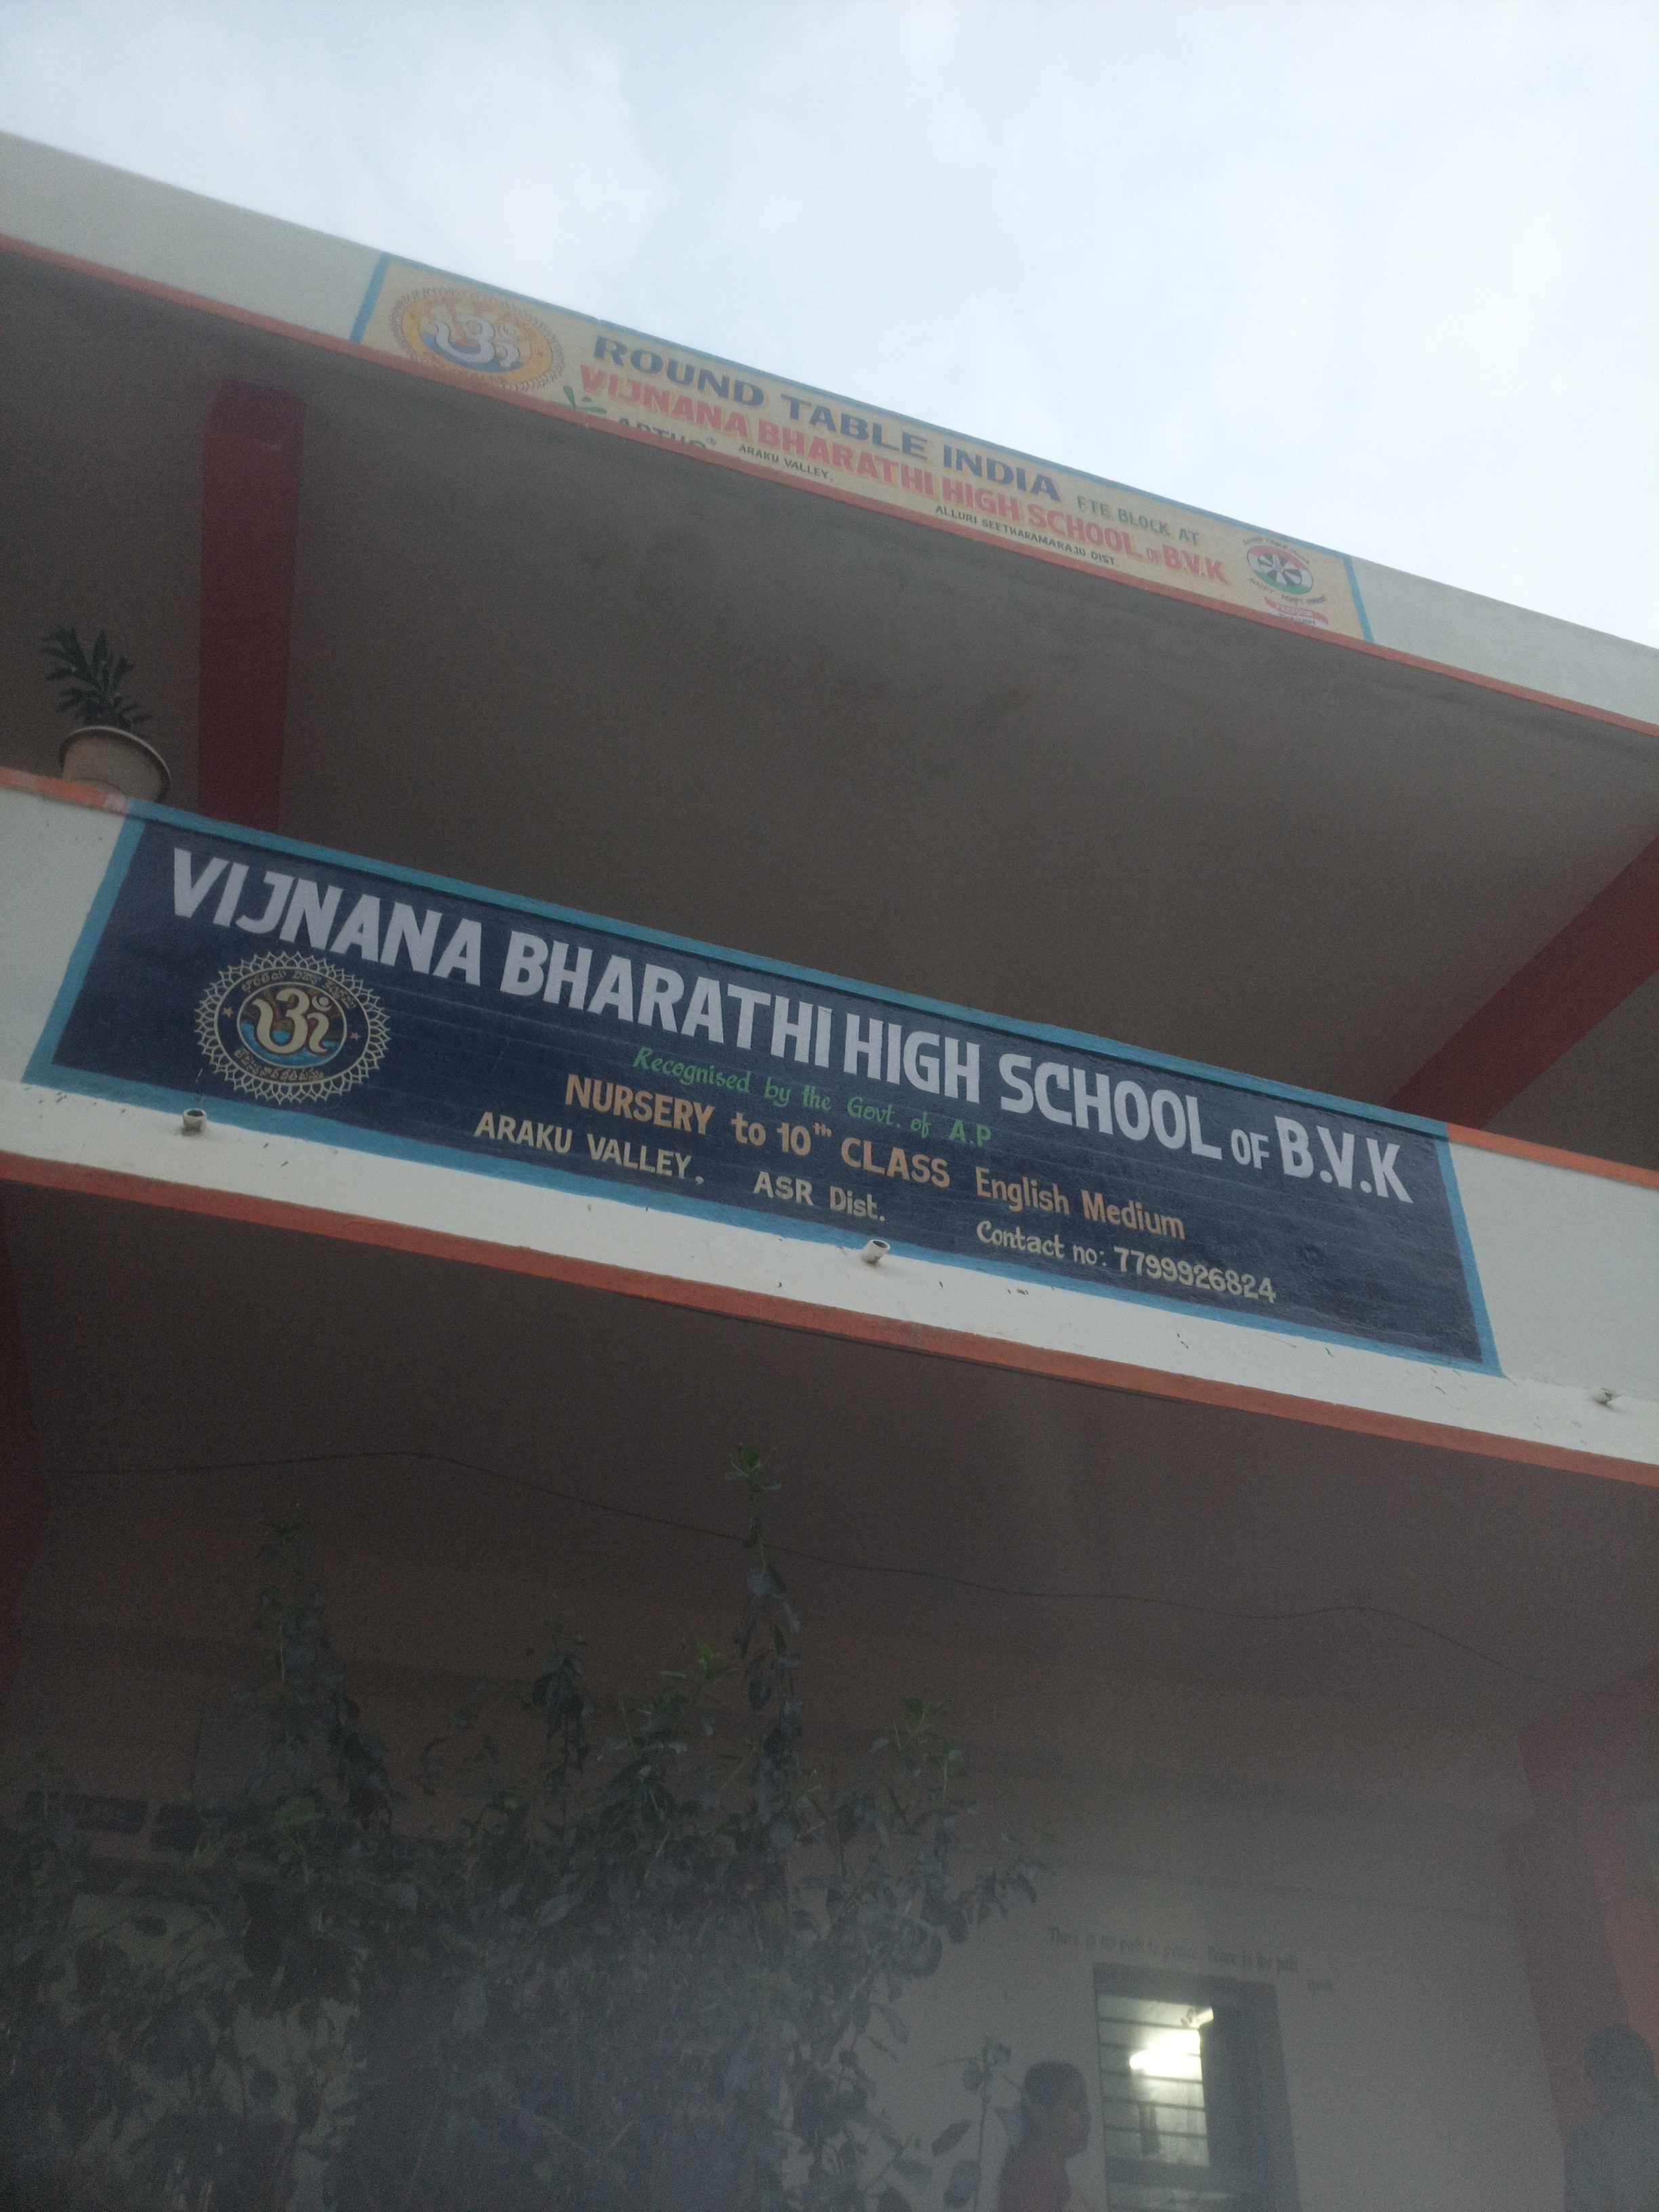 ROUND TABLE INDIA FTE BLOCK AT
VIJNANA BHARATHI HIGH SCHOOL OF B.V.K
ARAKU VALLEY, ALLURI SEETHARAMARAJU DIST.
VIJNANA BHARATHI HIGH SCHOOL OF B.V.K
Recognised by the Govt. of A.P
NURSERY to 10th CLASS English Medium
ARAKU VALLEY, ASR Dist.
Contact no: 7799926824